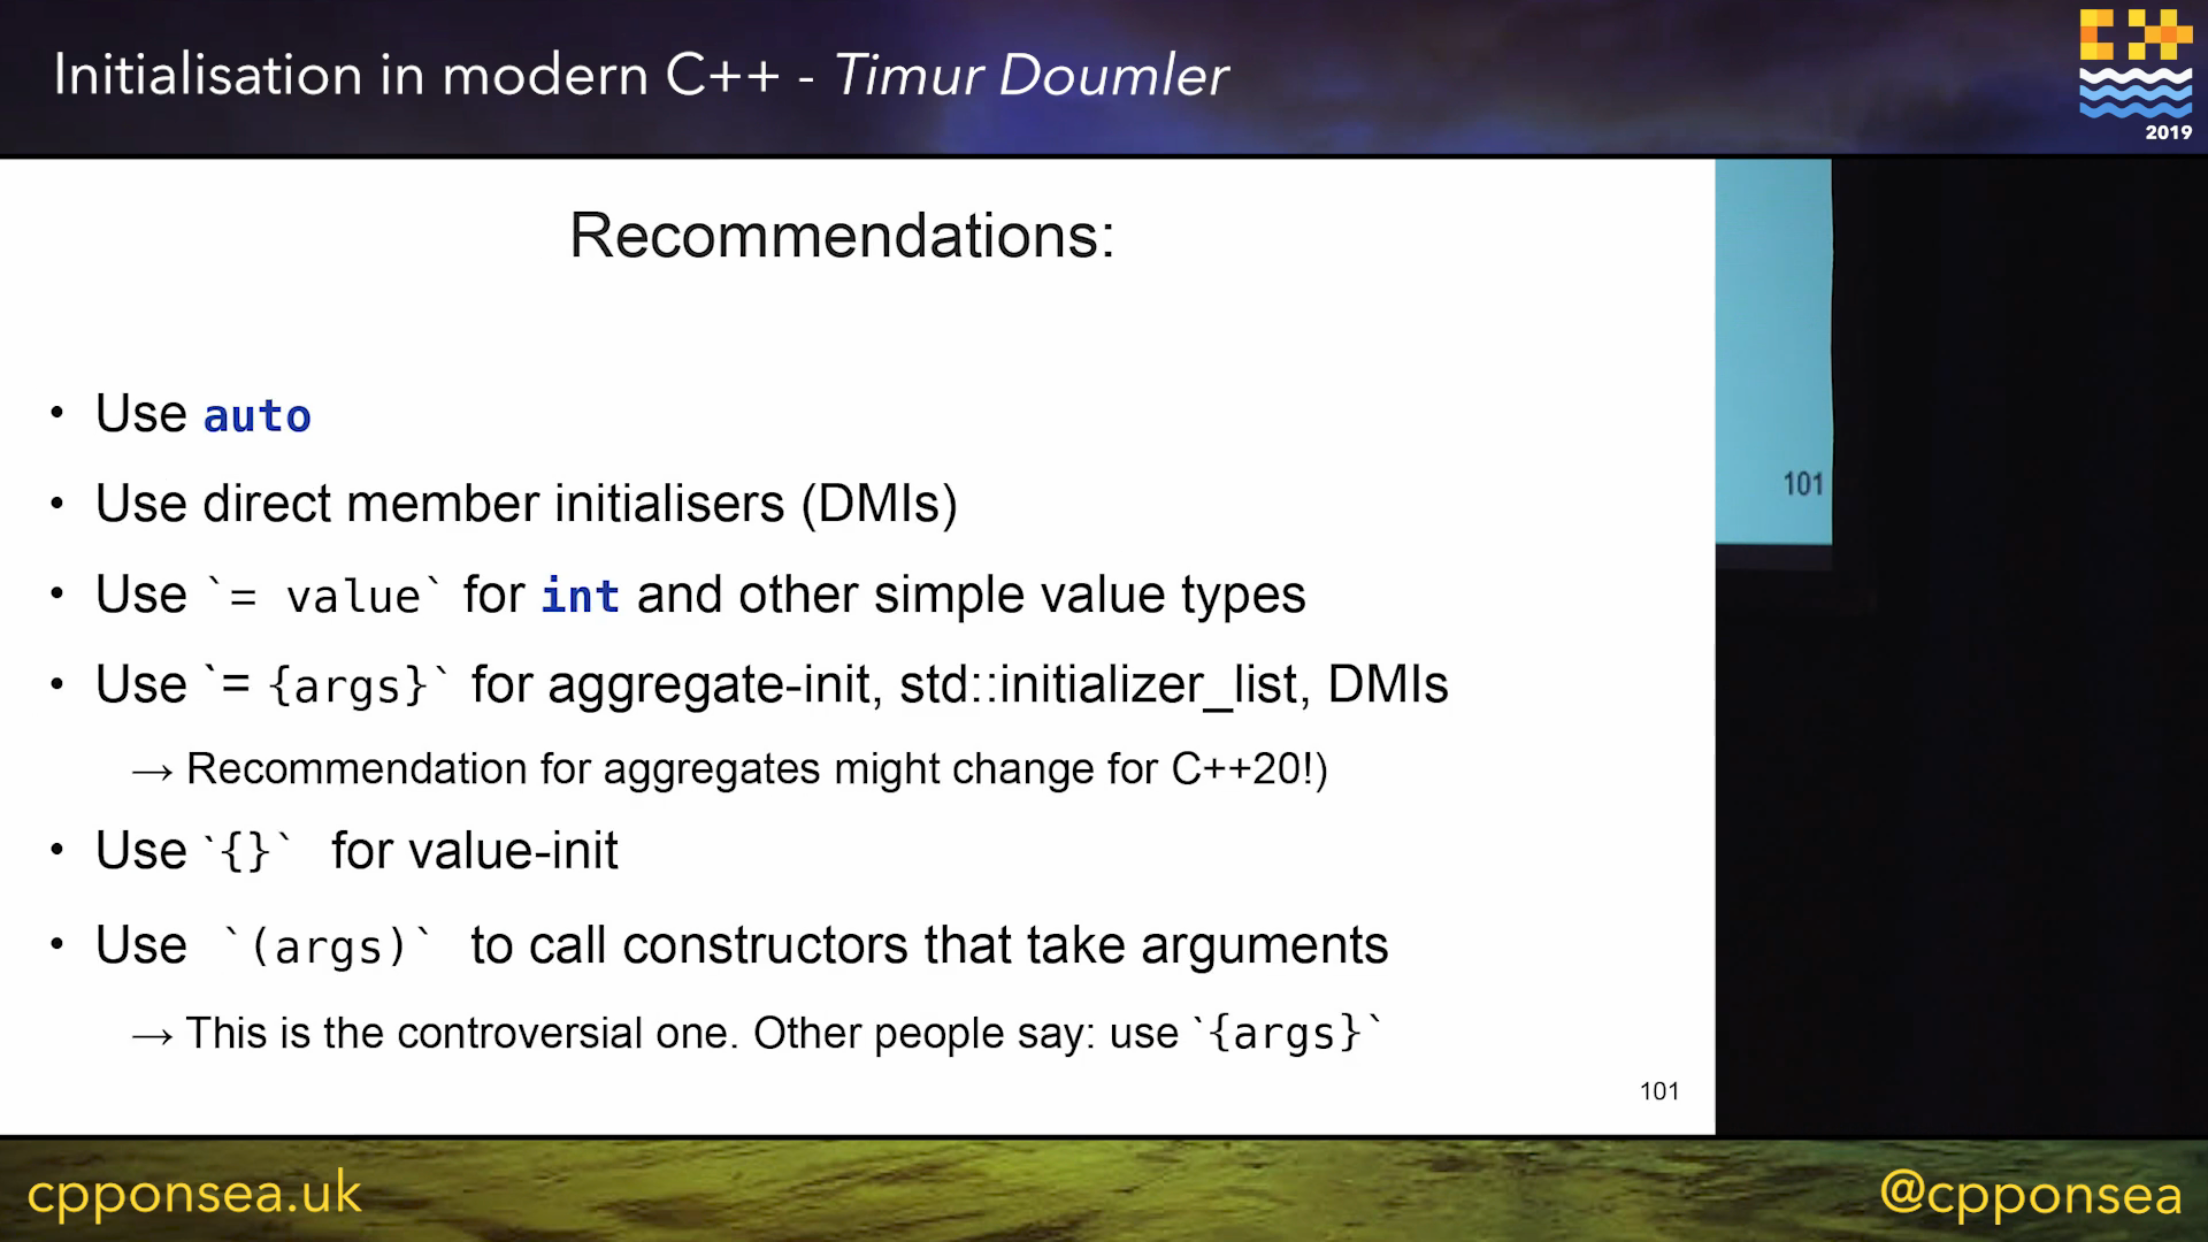 Initialisation in modern C++ - Timur Doumler
2019
Recommendations:
• Use auto
• Use direct member initialisers (DMIs)
• Use `= value` for int and other simple value types
• Use `= {args}` for aggregate-init, std::initializer_list, DMIs
→ Recommendation for aggregates might change for C++20!)
• Use `{}` for value-init
• Use `(args)` to call constructors that take arguments
→ This is the controversial one. Other people say: use `{args}`
101
101
cpponsea.uk
@cpponsea